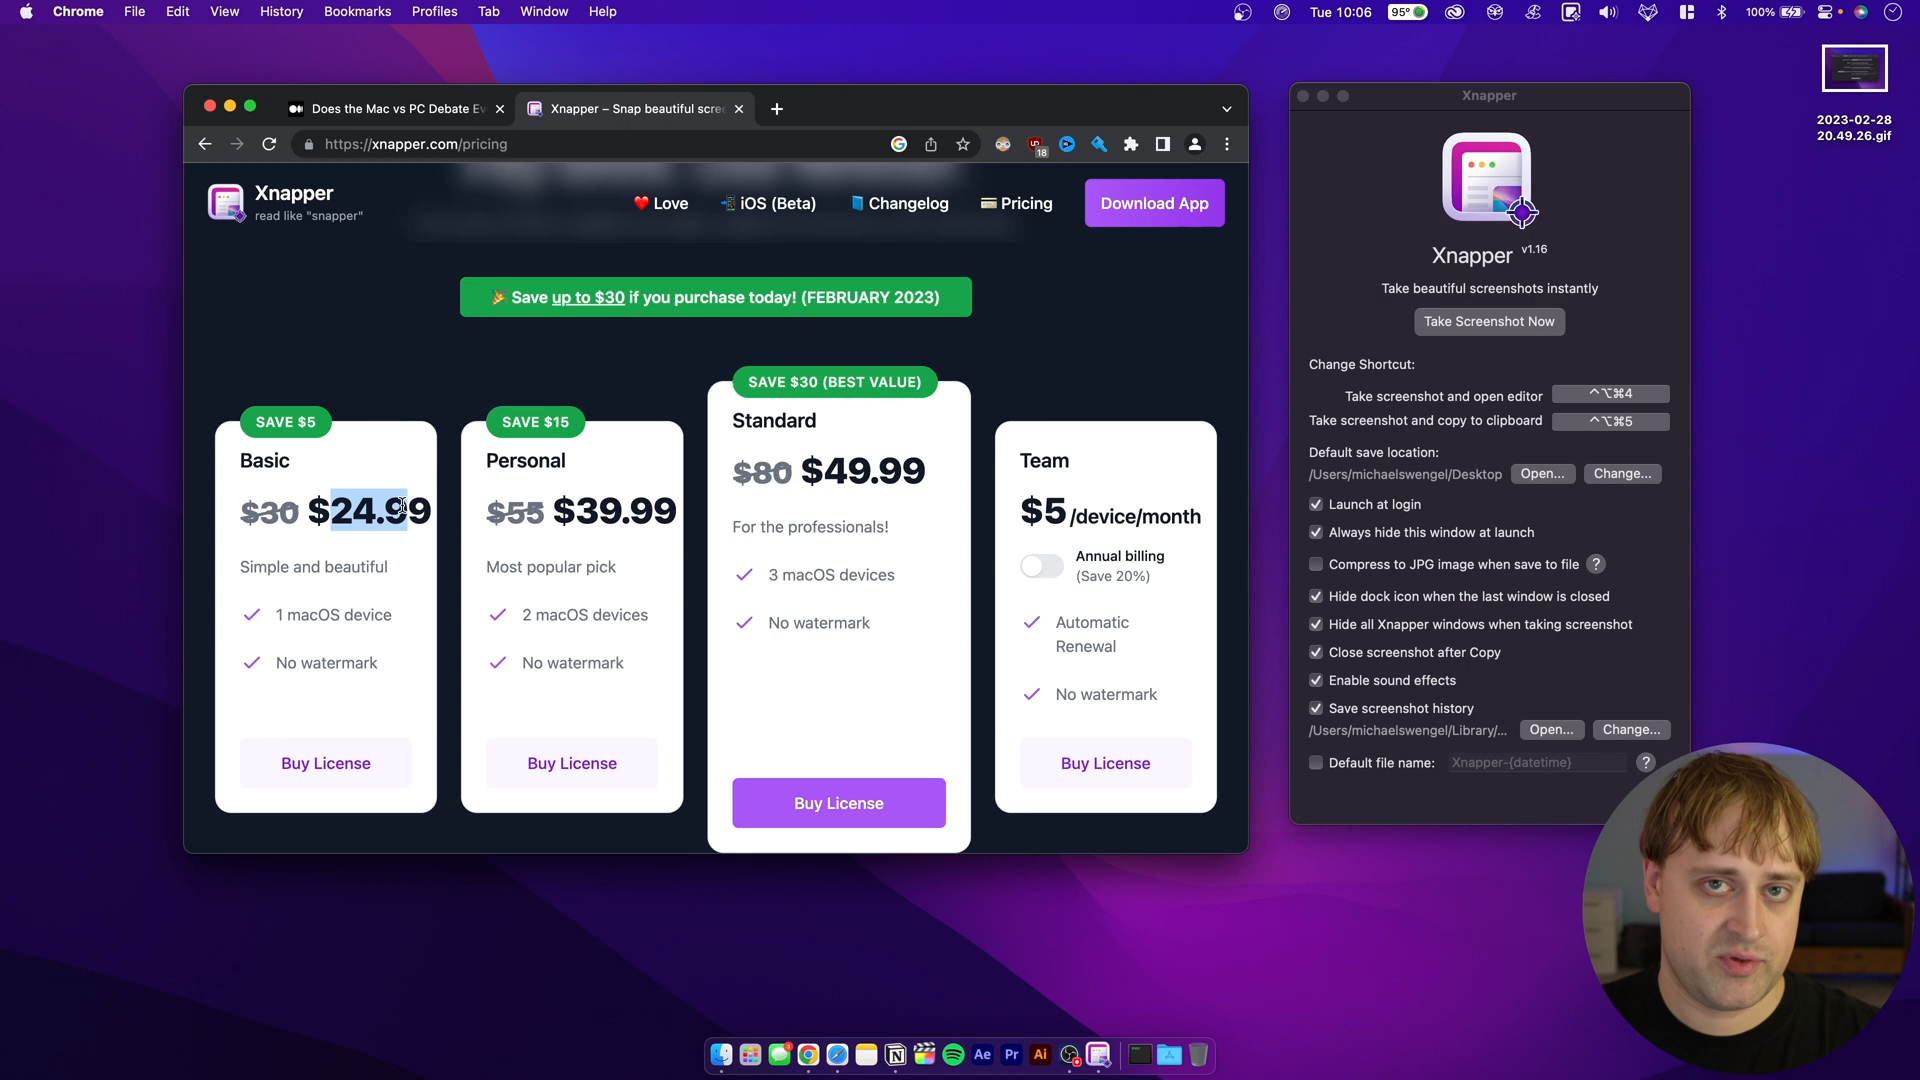 Chrome File Edit View History Bookmarks Profiles Tab Window Help
Tue 10:06 95° 100%
2023-02-28
20.49.26.gif
Does the Mac vs PC Debate Ev
Xnapper – Snap beautiful scree
https://xnapper.com/pricing
18
Xnapper
read like "snapper"
❤️ Love
📲 iOS (Beta)
📘 Changelog
💳 Pricing
Download App
🎉 Save up to $30 if you purchase today! (FEBRUARY 2023)
SAVE $5
Basic
$30 $24.99
Simple and beautiful
1 macOS device
No watermark
Buy License
SAVE $15
Personal
$55 $39.99
Most popular pick
2 macOS devices
No watermark
Buy License
SAVE $30 (BEST VALUE)
Standard
$80 $49.99
For the professionals!
3 macOS devices
No watermark
Buy License
Team
$5 /device/month
Annual billing
(Save 20%)
Automatic
Renewal
No watermark
Buy License
Xnapper
Xnapper v1.16
Take beautiful screenshots instantly
Take Screenshot Now
Change Shortcut:
Take screenshot and open editor ^⌥⌘4
Take screenshot and copy to clipboard ^⌥⌘5
Default save location:
/Users/michaelswengel/Desktop Open... Change...
Launch at login
Always hide this window at launch
Compress to JPG image when save to file ?
Hide dock icon when the last window is closed
Hide all Xnapper windows when taking screenshot
Close screenshot after Copy
Enable sound effects
Save screenshot history
/Users/michaelswengel/Library/... Open... Change...
Default file name: Xnapper-{datetime} ?
Ae Pr Ai